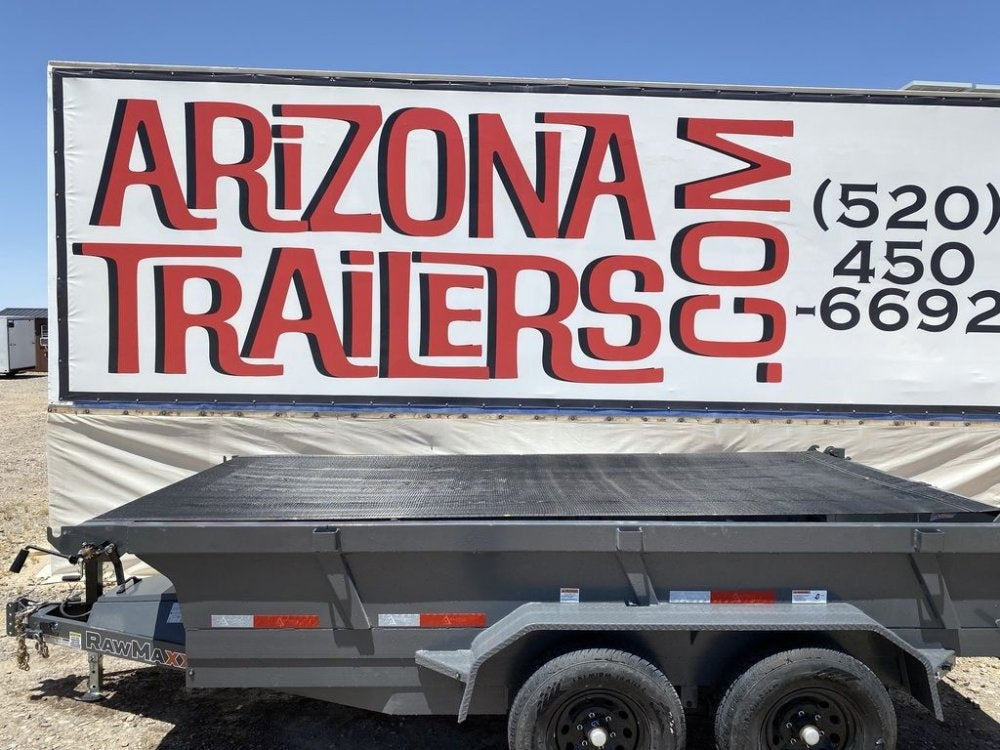 ARiZONA
TRAiLERS
.COM
(520)
450
-6692
RAWMAXX